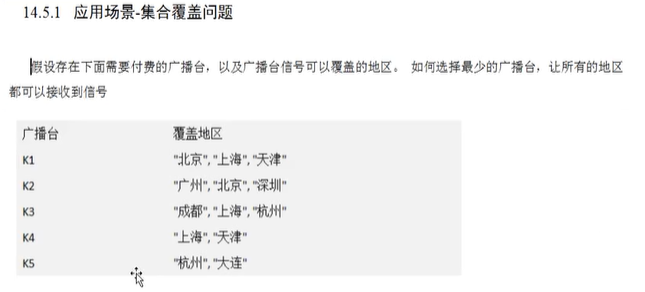 14.5.1 应用场景-集合覆盖问题
假设存在下面需要付费的广播台，以及广播台信号可以覆盖的地区。 如何选择最少的广播台，让所有的地区
都可以接收到信号
广播台 覆盖地区
K1 "北京", "上海", "天津"
K2 "广州", "北京", "深圳"
K3 "成都", "上海", "杭州"
K4 "上海", "天津"
K5 "杭州", "大连"